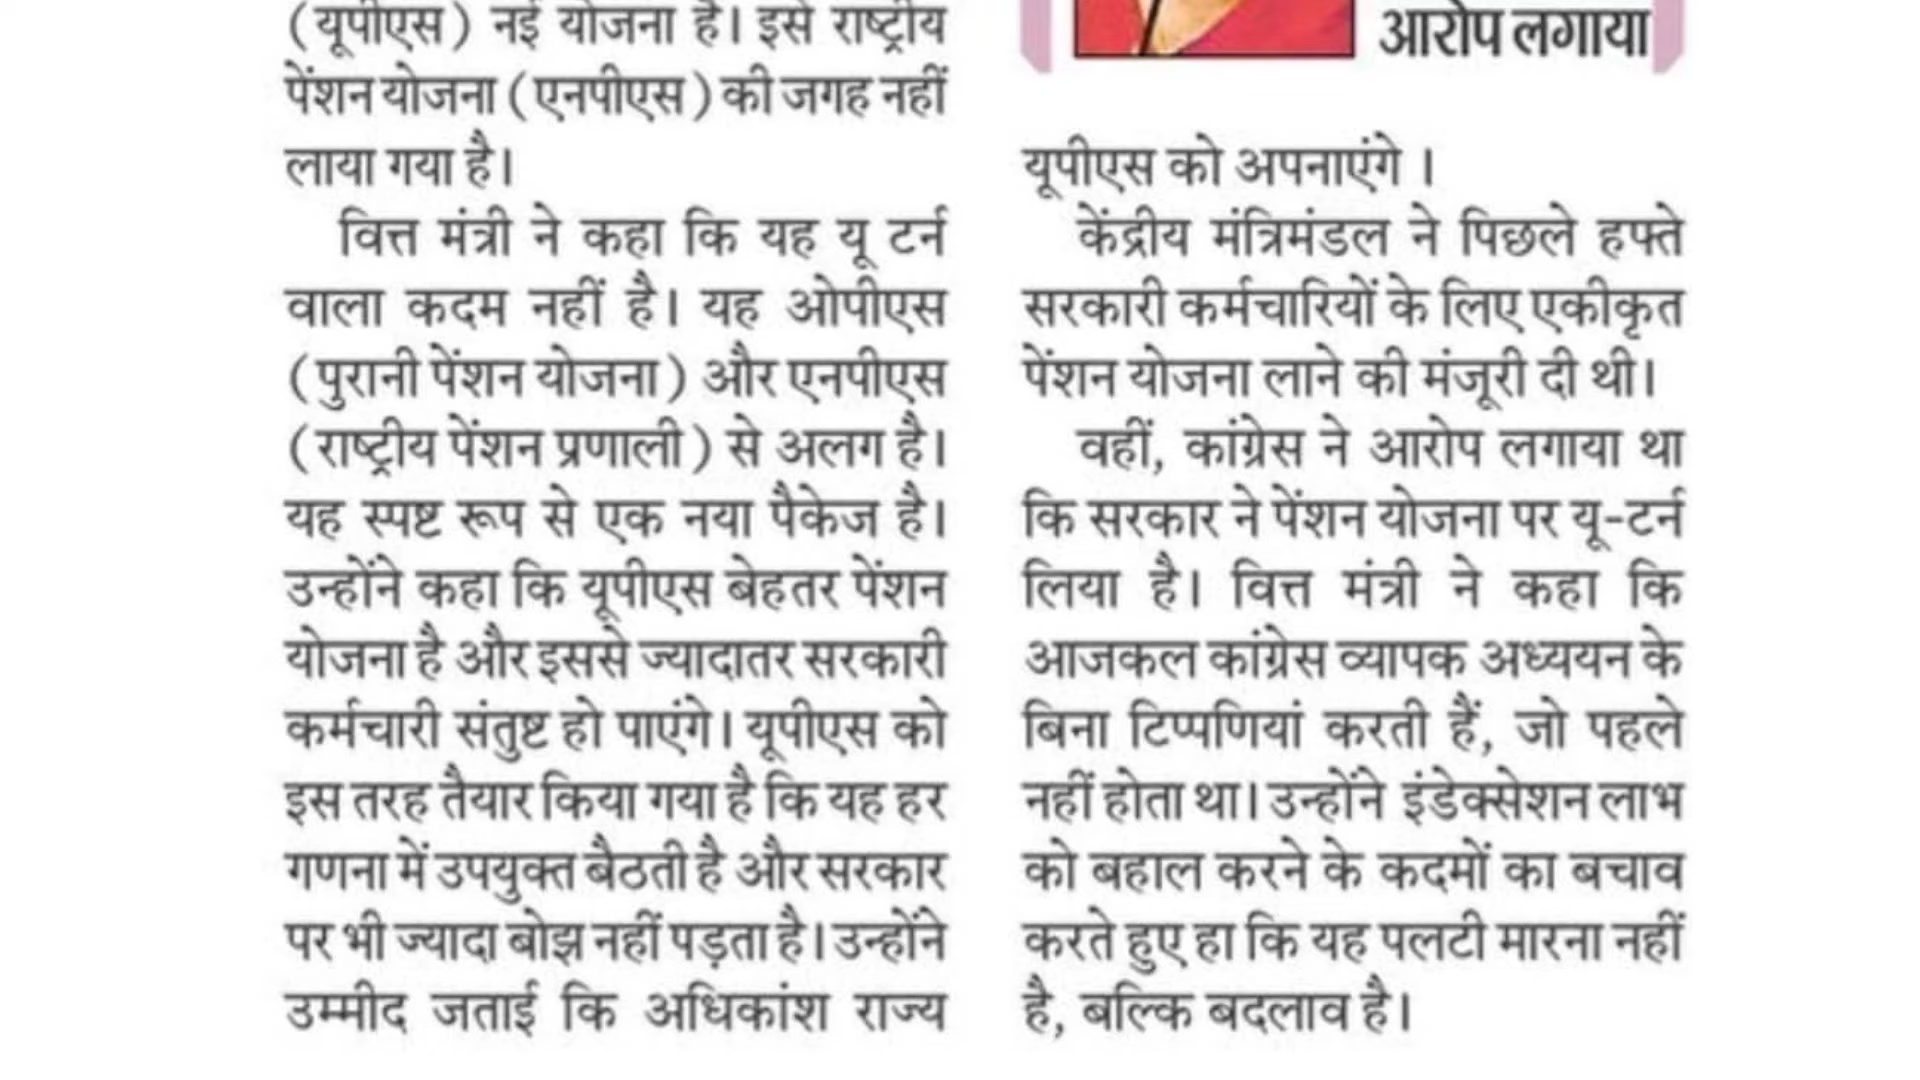 (यूपीएस) नई योजना है। इसे राष्ट्रीय
पेंशन योजना (एनपीएस) की जगह नहीं
लाया गया है।
वित्त मंत्री ने कहा कि यह यू टर्न
वाला कदम नहीं है। यह ओपीएस
(पुरानी पेंशन योजना) और एनपीएस
(राष्ट्रीय पेंशन प्रणाली) से अलग है।
यह स्पष्ट रूप से एक नया पैकेज है।
उन्होंने कहा कि यूपीएस बेहतर पेंशन
योजना है और इससे ज्यादातर सरकारी
कर्मचारी संतुष्ट हो पाएंगे। यूपीएस को
इस तरह तैयार किया गया है कि यह हर
गणना में उपयुक्त बैठती है और सरकार
पर भी ज्यादा बोझ नहीं पड़ता है। उन्होंने
उम्मीद जताई कि अधिकांश राज्य
आरोप लगाया
यूपीएस को अपनाएंगे ।
केंद्रीय मंत्रिमंडल ने पिछले हफ्ते
सरकारी कर्मचारियों के लिए एकीकृत
पेंशन योजना लाने की मंजूरी दी थी।
वहीं, कांग्रेस ने आरोप लगाया था
कि सरकार ने पेंशन योजना पर यू-टर्न
लिया है। वित्त मंत्री ने कहा कि
आजकल कांग्रेस व्यापक अध्ययन के
बिना टिप्पणियां करती हैं, जो पहले
नहीं होता था। उन्होंने इंडेक्सेशन लाभ
को बहाल करने के कदमों का बचाव
करते हुए हा कि यह पलटी मारना नहीं
है, बल्कि बदलाव है।